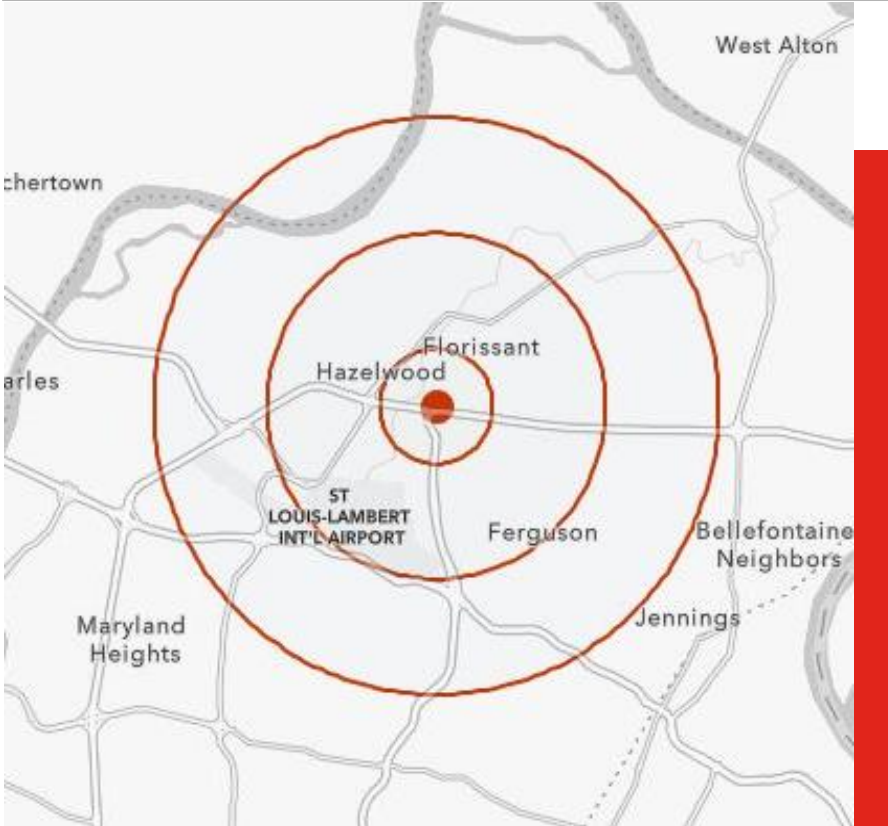 West Alton
chertown
Florissant
Hazelwood
arles
ST
LOUIS-LAMBERT
INT'L AIRPORT
Ferguson
Bellefontaine
Neighbors
Jennings
Maryland
Heights